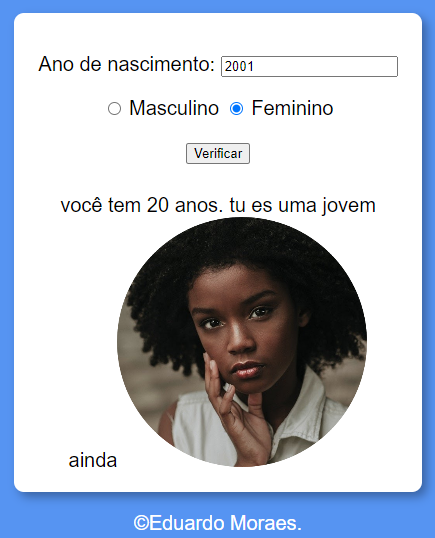 Ano de nascimento: 2001
Masculino Feminino
Verificar
você tem 20 anos. tu es uma jovem
ainda
©Eduardo Moraes.